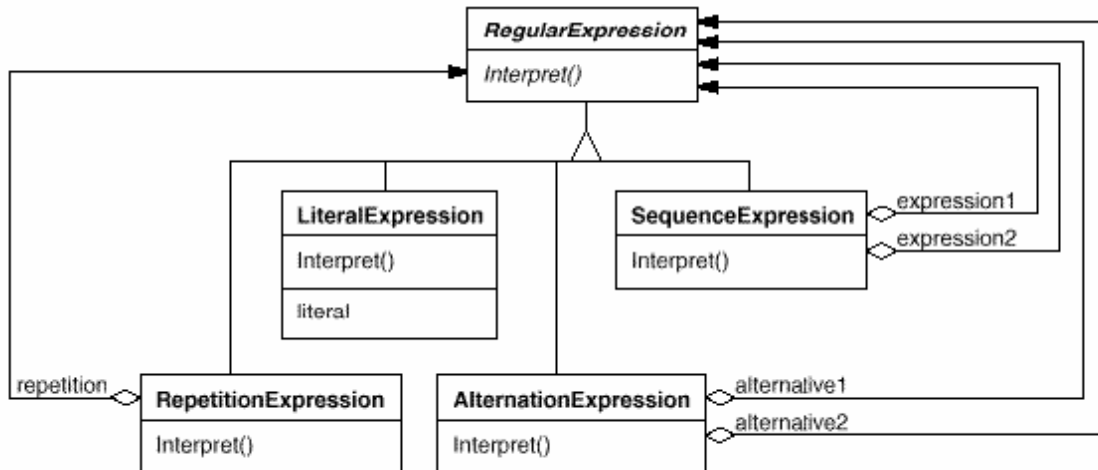 RegularExpression
Interpret()
LiteralExpression
Interpret()
literal
SequenceExpression
Interpret()
expression1
expression2
repetition
RepetitionExpression
Interpret()
AlternationExpression
Interpret()
alternative1
alternative2